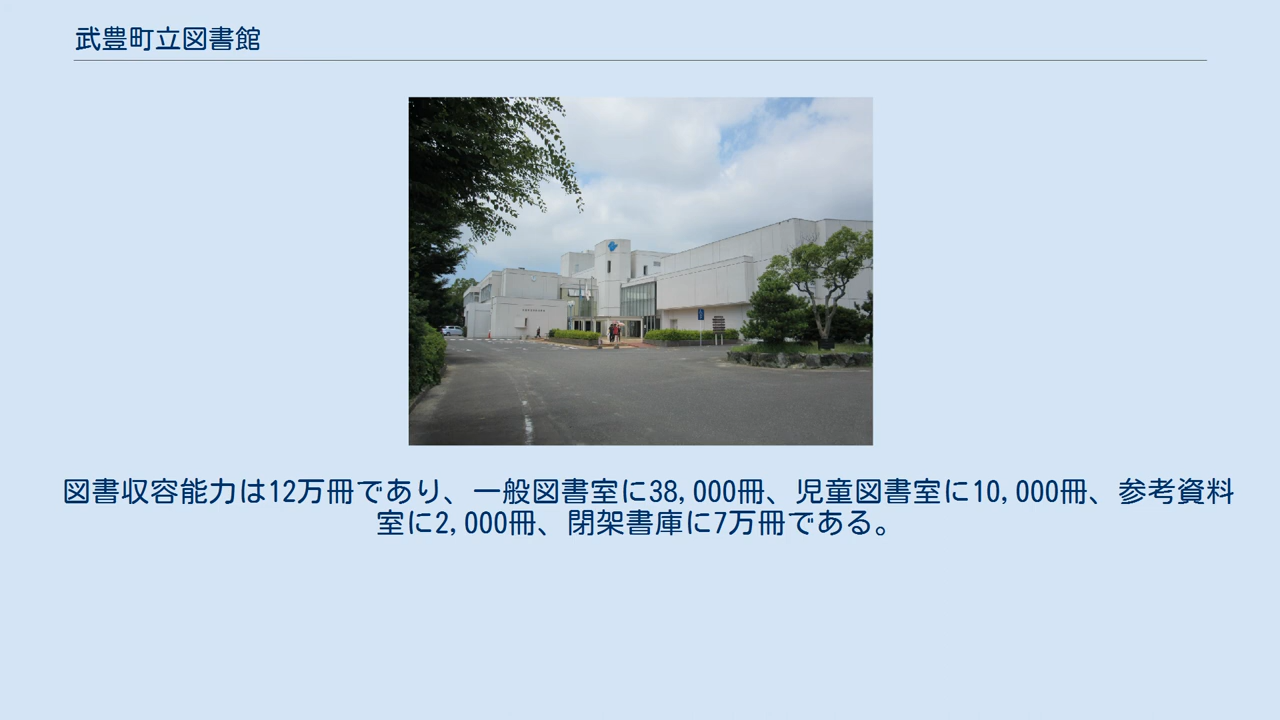 武豊町立図書館
図書収容能力は12万冊であり、一般図書室に38,000冊、児童図書室に10,000冊、参考資料
室に2,000冊、閉架書庫に7万冊である。